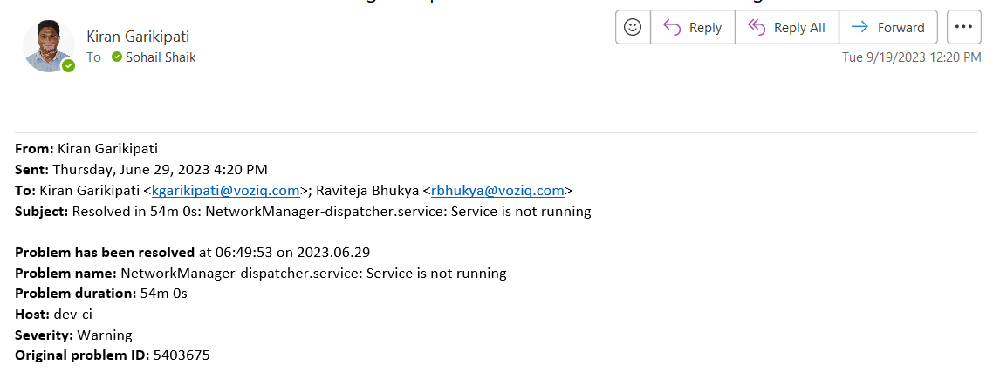 Kiran Garikipati
To Sohail Shaik
Reply
Reply All
Forward
Tue 9/19/2023 12:20 PM
From: Kiran Garikipati
Sent: Thursday, June 29, 2023 4:20 PM
To: Kiran Garikipati <kgarikipati@voziq.com>; Raviteja Bhukya <rbhukya@voziq.com>
Subject: Resolved in 54m 0s: NetworkManager-dispatcher.service: Service is not running
Problem has been resolved at 06:49:53 on 2023.06.29
Problem name: NetworkManager-dispatcher.service: Service is not running
Problem duration: 54m 0s
Host: dev-ci
Severity: Warning
Original problem ID: 5403675